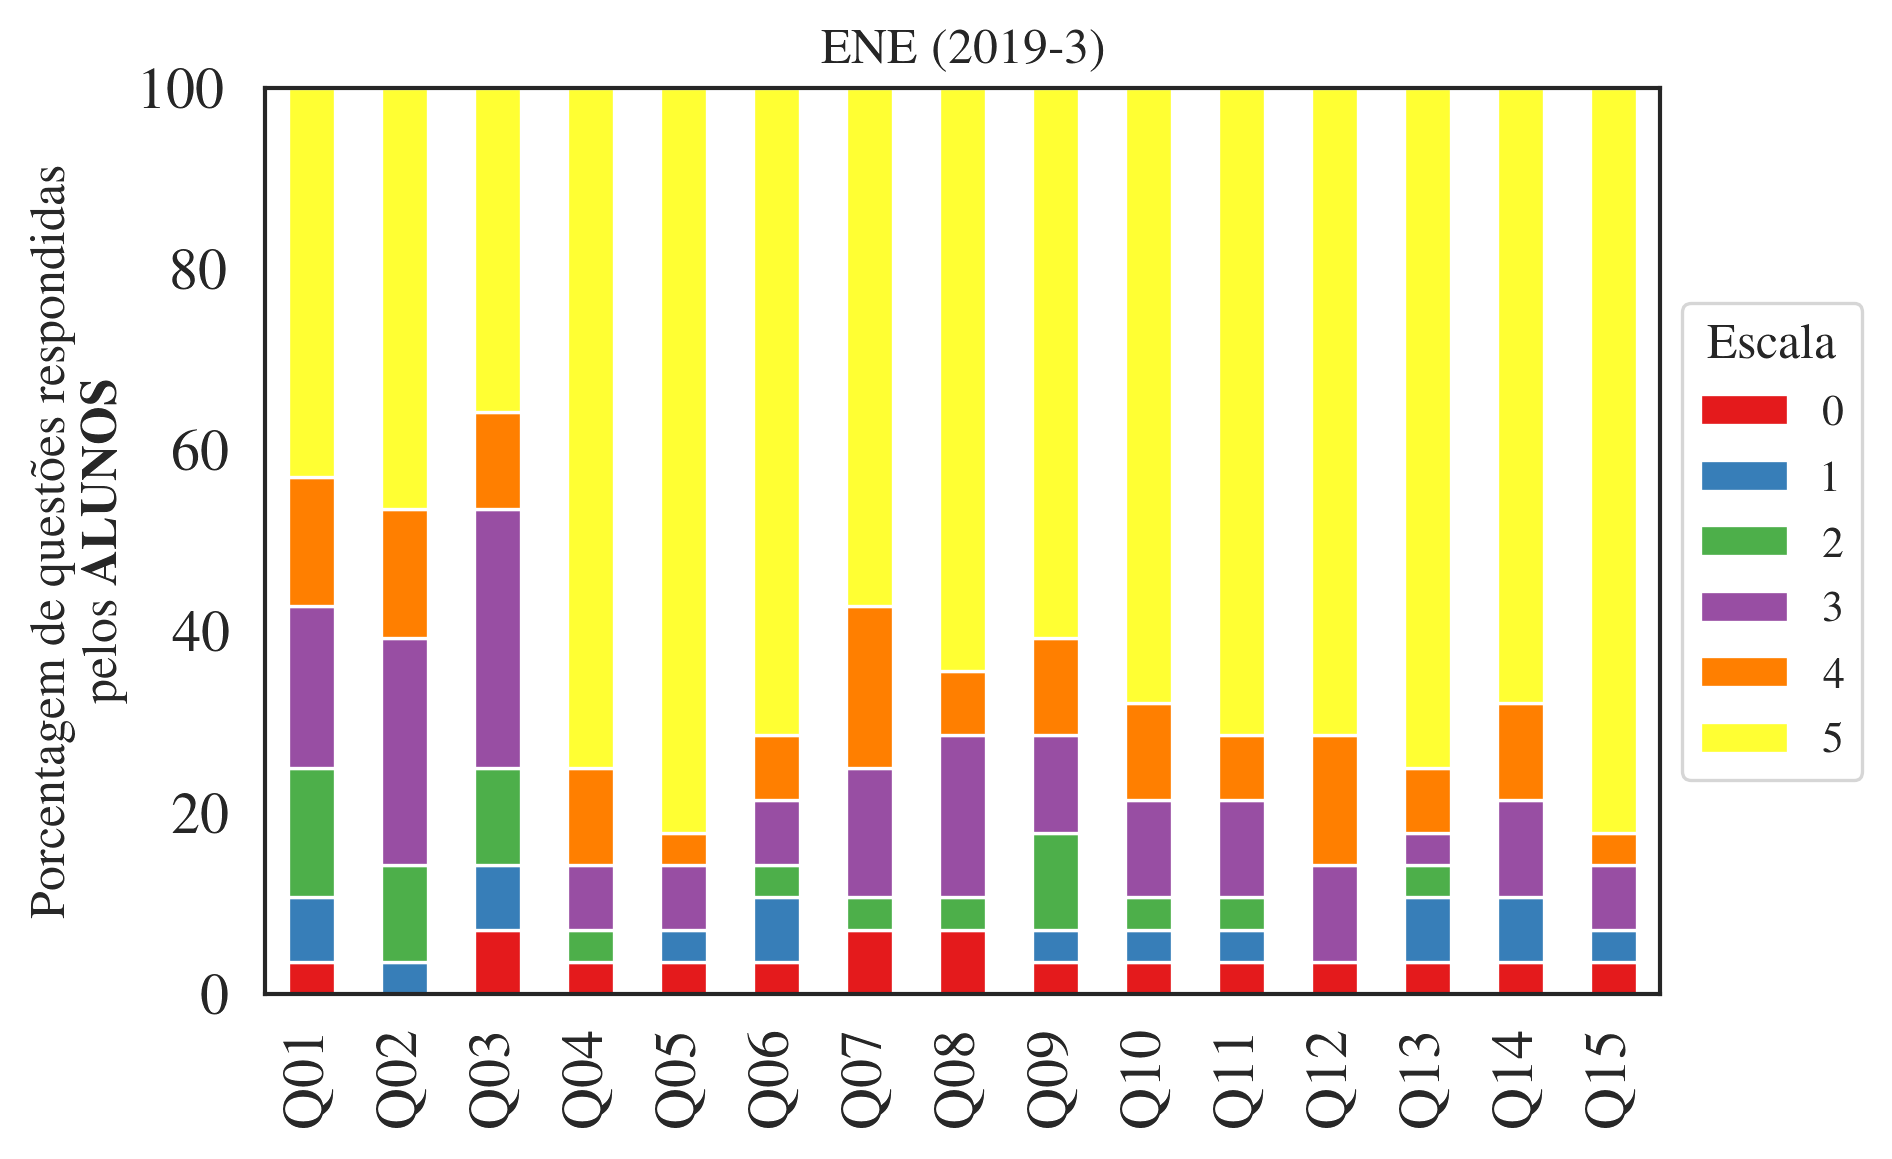 ENE (2019-3)
Porcentagem de questões respondidas
pelos ALUNOS
100
80
60
40
20
0
Q01
Q02
Q03
Q04
Q05
Q06
Q07
Q08
Q09
Q10
Q11
Q12
Q13
Q14
Q15
Escala
0
1
2
3
4
5